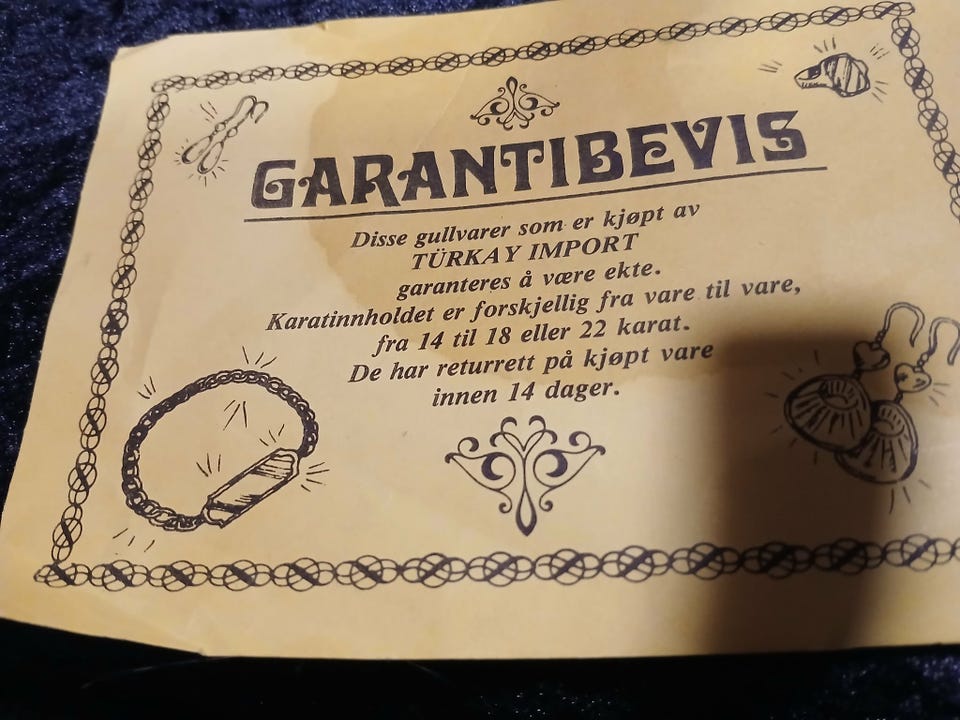 GARANTIBEVIS
Disse gullvarer som er kjøpt av
TÜRKAY IMPORT
garanteres å være ekte.
Karatinnholdet er forskjellig fra vare til vare,
fra 14 til 18 eller 22 karat.
De har returrett på kjøpt vare
innen 14 dager.